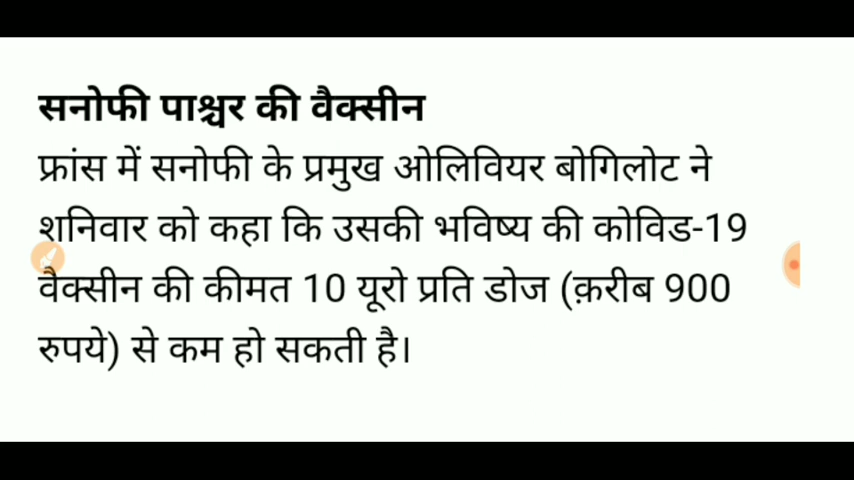 सनोफी पाश्चर की वैक्सीन
फ्रांस में सनोफी के प्रमुख ओलिवियर बोगिलोट ने
शनिवार को कहा कि उसकी भविष्य की कोविड-19
वैक्सीन की कीमत 10 यूरो प्रति डोज (क़रीब 900
रुपये) से कम हो सकती है।